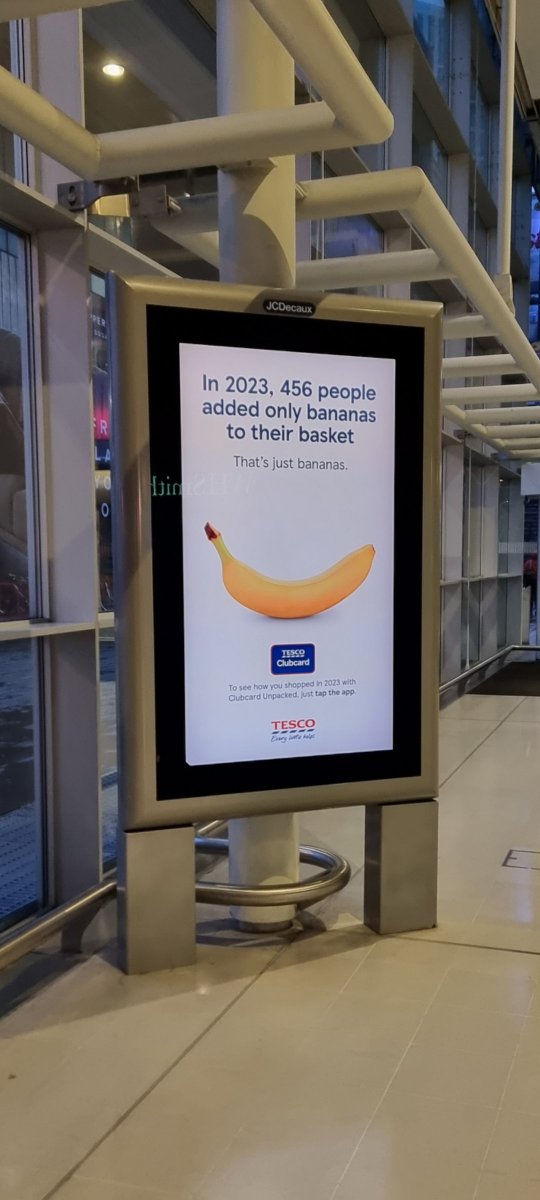 JCDecaux
In 2023, 456 people
added only bananas
to their basket
That's just bananas.
WHSmith
TESCO
Clubcard
To see how you shopped in 2023 with
Clubcard Unpacked, just tap the app.
TESCO
Every little helps